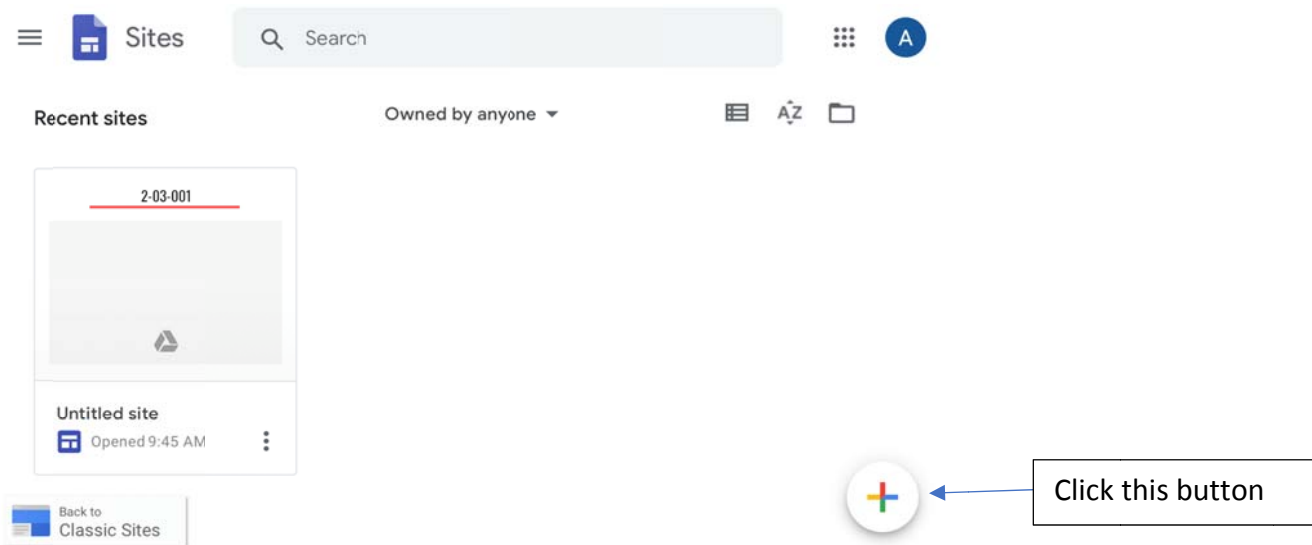 Sites
Search
A
Recent sites
Owned by anyone
AZ
2-03-001
Untitled site
Opened 9:45 AM
Click this button
Back to
Classic Sites